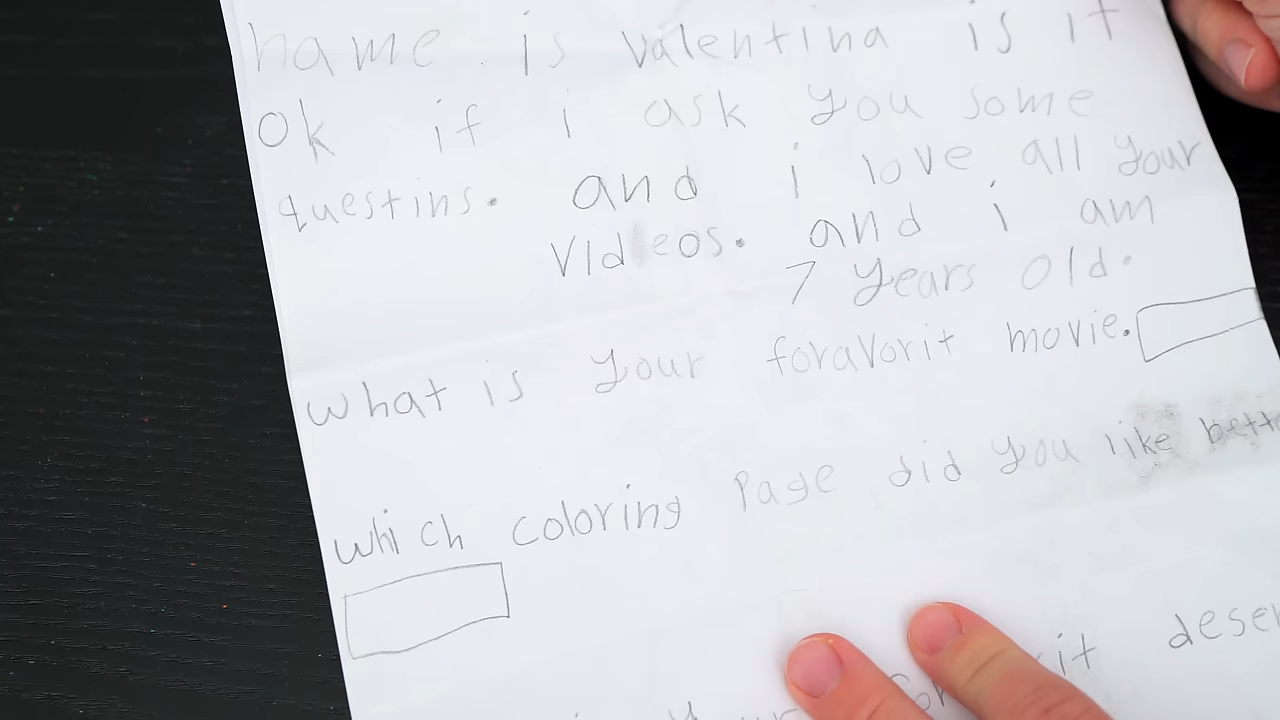 name is valentina is it
ok if i ask you some
questins. and i love all your
videos. and i am
7 years old.
what is your foravorit movie.
which coloring page did you like